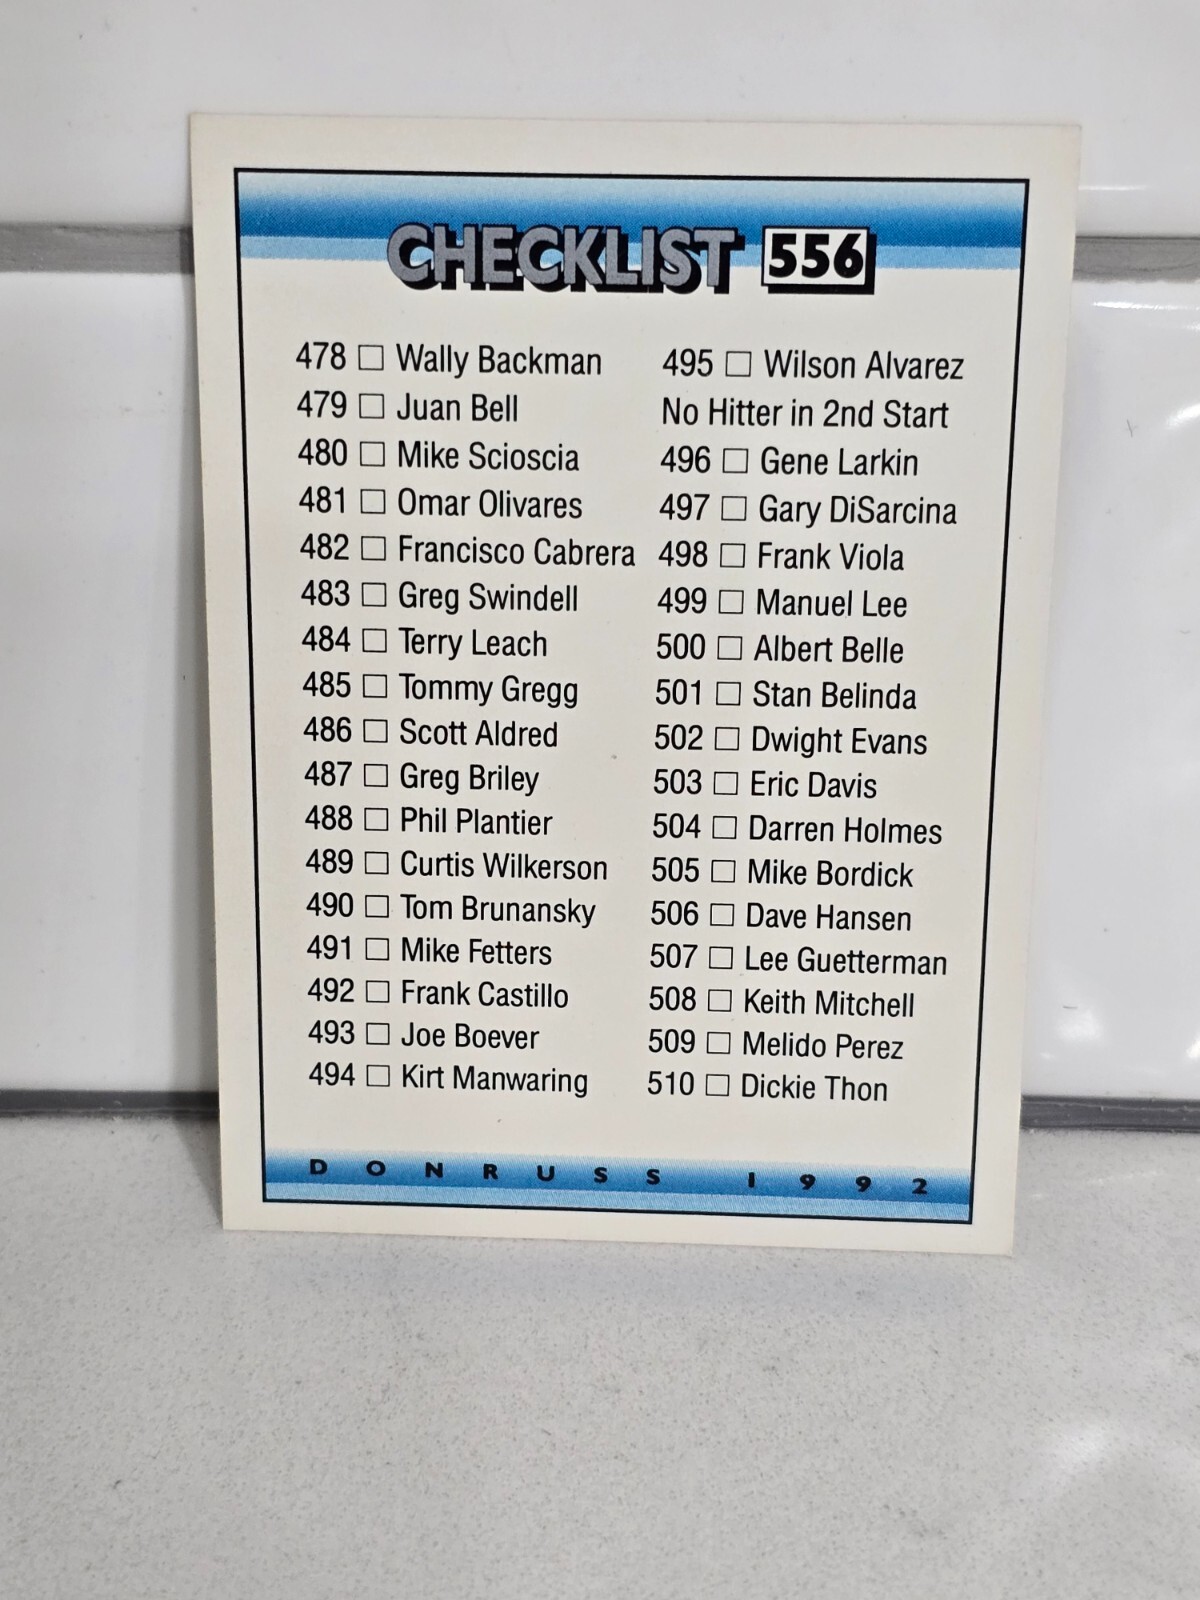 CHECKLIST 556
478 □ Wally Backman
479 □ Juan Bell
480 □ Mike Scioscia
481 □ Omar Olivares
482 □ Francisco Cabrera
483 □ Greg Swindell
484 □ Terry Leach
485 □ Tommy Gregg
486 □ Scott Aldred
487 □ Greg Briley
488 □ Phil Plantier
489 □ Curtis Wilkerson
490 □ Tom Brunansky
491 □ Mike Fetters
492 □ Frank Castillo
493 □ Joe Boever
494 □ Kirt Manwaring
495 □ Wilson Alvarez
No Hitter in 2nd Start
496 □ Gene Larkin
497 □ Gary DiSarcina
498 □ Frank Viola
499 □ Manuel Lee
500 □ Albert Belle
501 □ Stan Belinda
502 □ Dwight Evans
503 □ Eric Davis
504 □ Darren Holmes
505 □ Mike Bordick
506 □ Dave Hansen
507 □ Lee Guetterman
508 □ Keith Mitchell
509 □ Melido Perez
510 □ Dickie Thon
DONRUSS 1992